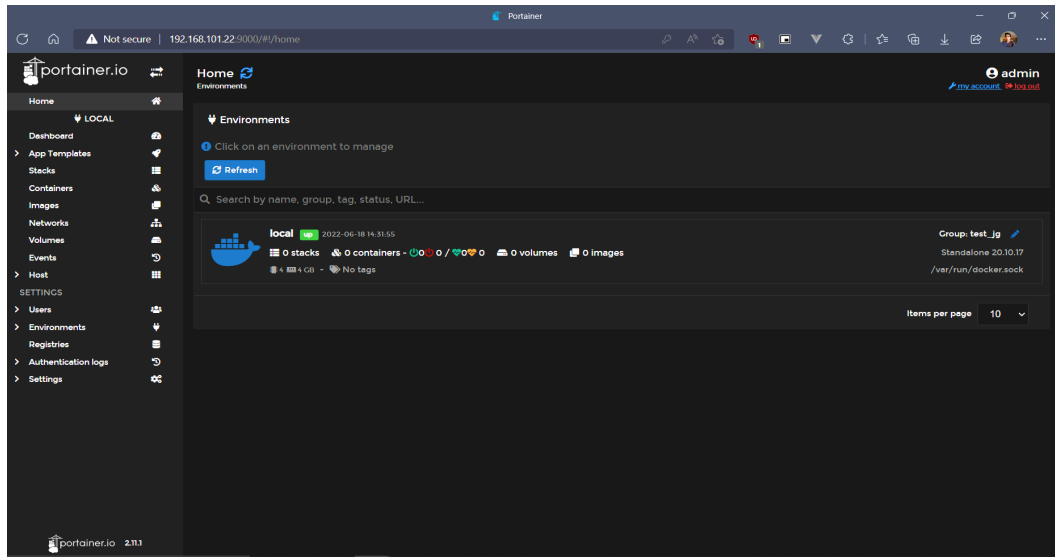 Portainer
Not secure | 192.168.101.22:9000/#!/home
1
portainer.io
Home
LOCAL
Dashboard
App Templates
Stacks
Containers
Images
Networks
Volumes
Events
Host
SETTINGS
Users
Environments
Registries
Authentication logs
Settings
portainer.io 2.11.1
Home
Environments
admin
my account log out
Environments
Click on an environment to manage
Refresh
Search by name, group, tag, status, URL...
local up 2022-06-18 14:31:55
Group: test_jg
0 stacks 0 containers - 0 0 / 0 0 0 volumes 0 images
Standalone 20.10.17
4 4 GB - No tags
/var/run/docker.sock
Items per page 10